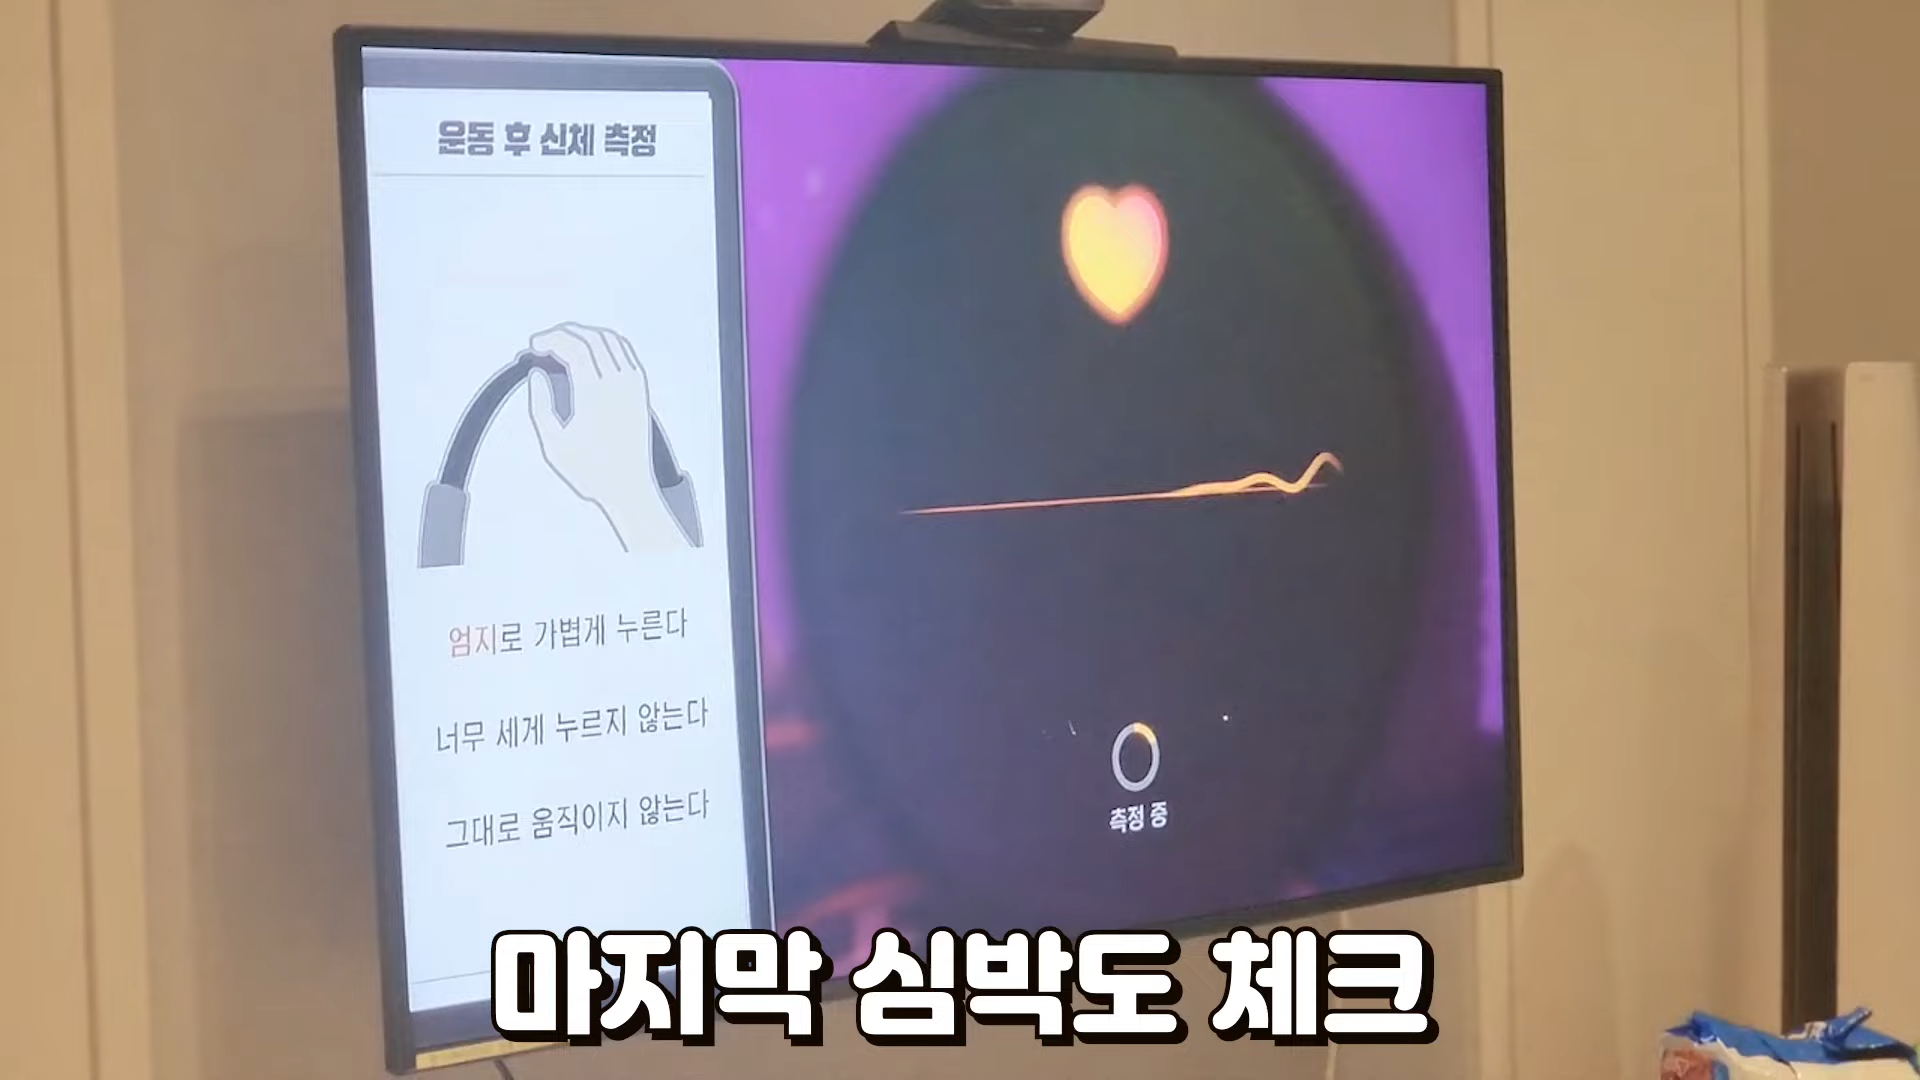 운동 후 신체 측정
엄지로 가볍게 누른다
너무 세게 누르지 않는다
그대로 움직이지 않는다
측정 중
마지막 심박도 체크